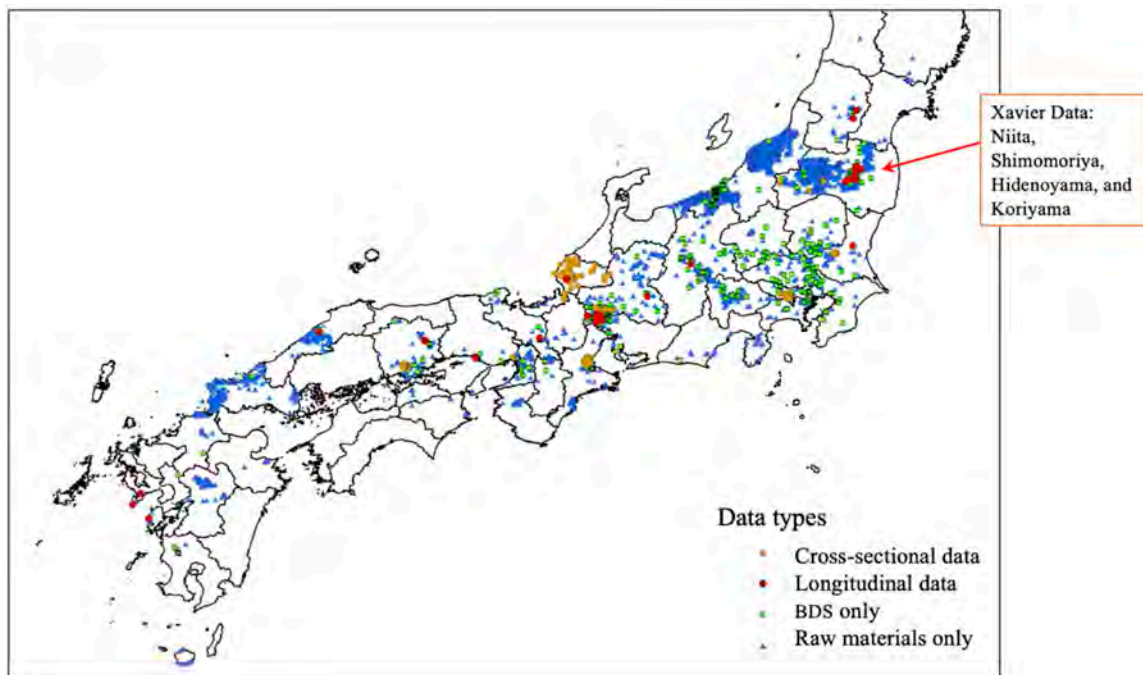 Xavier Data:
Niita,
Shimomoriya,
Hidenoyama, and
Koriyama
Data types
Cross-sectional data
Longitudinal data
BDS only
Raw materials only